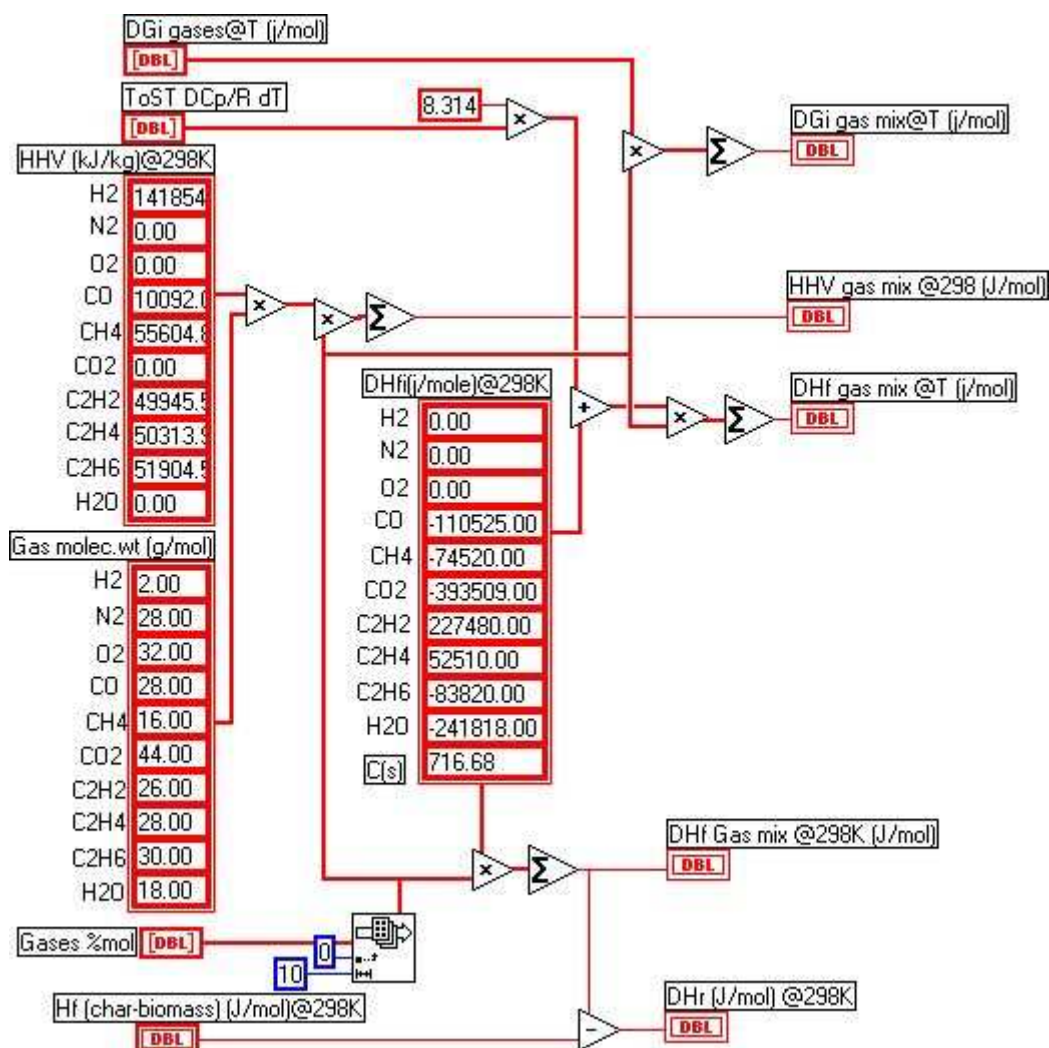 DGi gases@T (j/mol)
[DBL]
ToST DCp/R dT
[DBL]
8.314
×
×
Σ
DGi gas mix@T (j/mol)
DBL
HHV (kJ/kg)@298K
H2 141854
N2 0.00
O2 0.00
CO 10092.0
CH4 55604.8
CO2 0.00
C2H2 49945.5
C2H4 50313.9
C2H6 51904.5
H2O 0.00
×
×
Σ
HHV gas mix @298 (J/mol)
DBL
DHfi(j/mole)@298K
H2 0.00
N2 0.00
O2 0.00
CO -110525.00
CH4 -74520.00
CO2 -393509.00
C2H2 227480.00
C2H4 52510.00
C2H6 -83820.00
H2O -241818.00
C(s) 716.68
+
×
Σ
DHf gas mix @T (j/mol)
DBL
Gas molec.wt (g/mol)
H2 2.00
N2 28.00
O2 32.00
CO 28.00
CH4 16.00
CO2 44.00
C2H2 26.00
C2H4 28.00
C2H6 30.00
H2O 18.00
×
Σ
DHf Gas mix @298K (J/mol)
DBL
Gases %mol [DBL]
0
10
Hf (char-biomass) (J/mol)@298K
DBL
-
DHr (J/mol) @298K
DBL